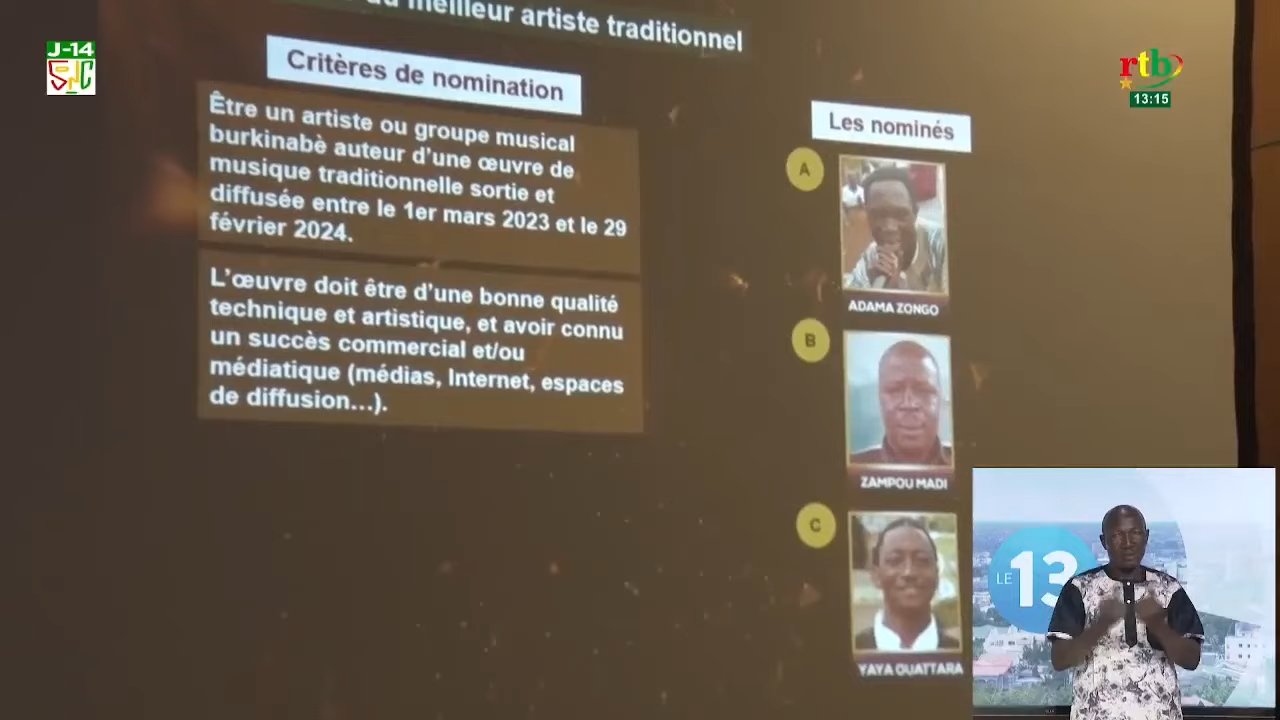 du meilleur artiste traditionnel
J-14
SNC
rtb
13:15
Critères de nomination
Être un artiste ou groupe musical
burkinabè auteur d'une œuvre de
musique traditionnelle sortie et
diffusée entre le 1er mars 2023 et le 29
février 2024.
L'œuvre doit être d'une bonne qualité
technique et artistique, et avoir connu
un succès commercial et/ou
médiatique (médias, Internet, espaces
de diffusion...).
Les nominés
A
ADAMA ZONGO
B
ZAMPOU MADI
C
YAYA OUATTARA
LE 13